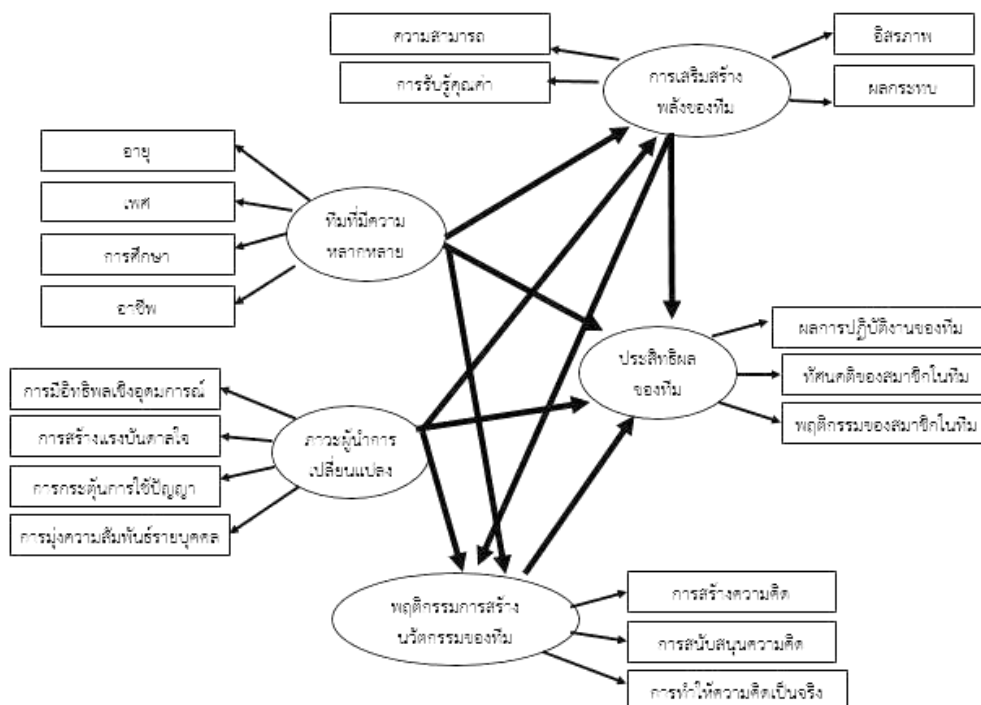 ความสามารถ
การรับรู้คุณค่า
การเสริมสร้าง
พลังของทีม
อิสรภาพ
ผลกระทบ
อายุ
เพศ
การศึกษา
อาชีพ
ทีมที่มีความ
หลากหลาย
ประสิทธิผล
ของทีม
ผลการปฏิบัติงานของทีม
ทัศนคติของสมาชิกในทีม
พฤติกรรมของสมาชิกในทีม
การมีอิทธิพลเชิงอุดมการณ์
การสร้างแรงบันดาลใจ
การกระตุ้นการใช้ปัญญา
การมุ่งความสัมพันธ์รายบุคคล
ภาวะผู้นำการ
เปลี่ยนแปลง
พฤติกรรมการสร้าง
นวัตกรรมของทีม
การสร้างความคิด
การสนับสนุนความคิด
การทำให้ความคิดเป็นจริง